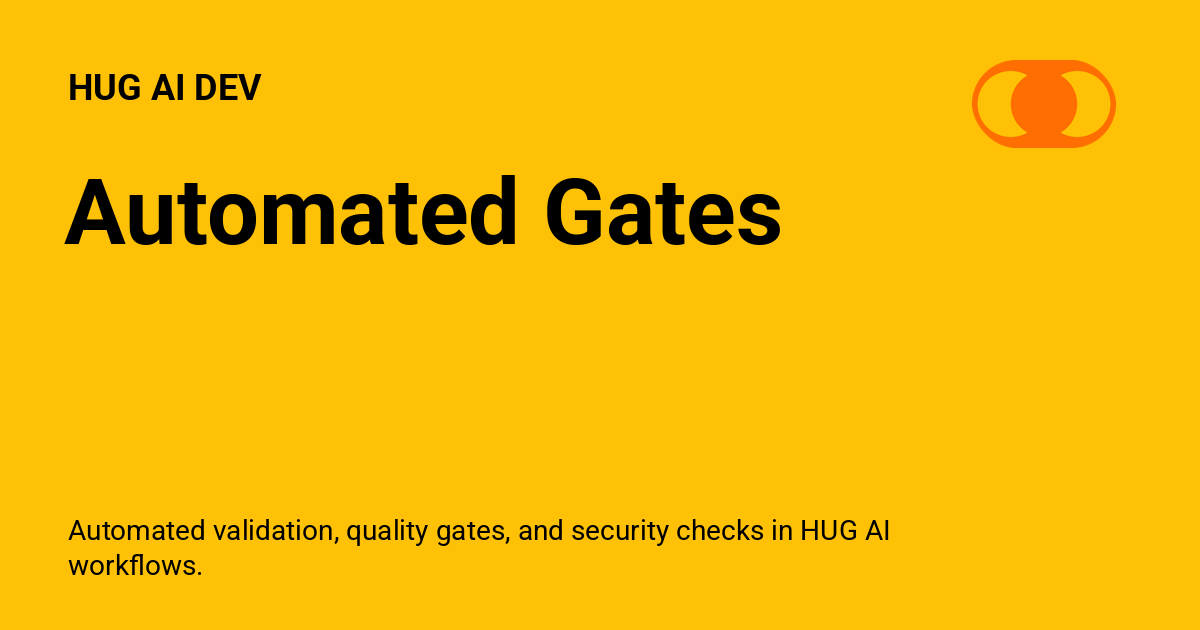 HUG AI DEV
Automated Gates
Automated validation, quality gates, and security checks in HUG AI
workflows.